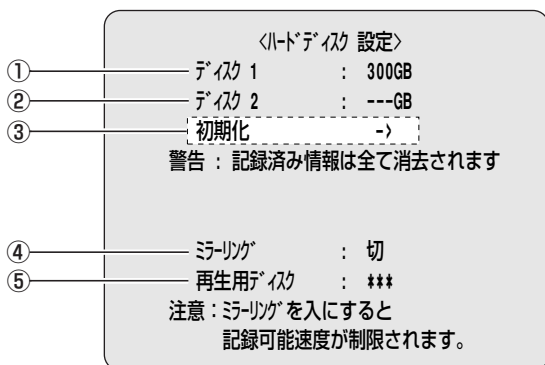 〈ﾊｰﾄﾞﾃﾞｨｽｸ 設定〉
① ﾃﾞｨｽｸ 1 : 300GB
② ﾃﾞｨｽｸ 2 : ---GB
③ 初期化 -〉
警告 : 記録済み情報は全て消去されます
④ ﾐﾗｰﾘﾝｸﾞ : 切
⑤ 再生用ﾃﾞｨｽｸ : ***
注意：ﾐﾗｰﾘﾝｸﾞを入にすると
記録可能速度が制限されます。